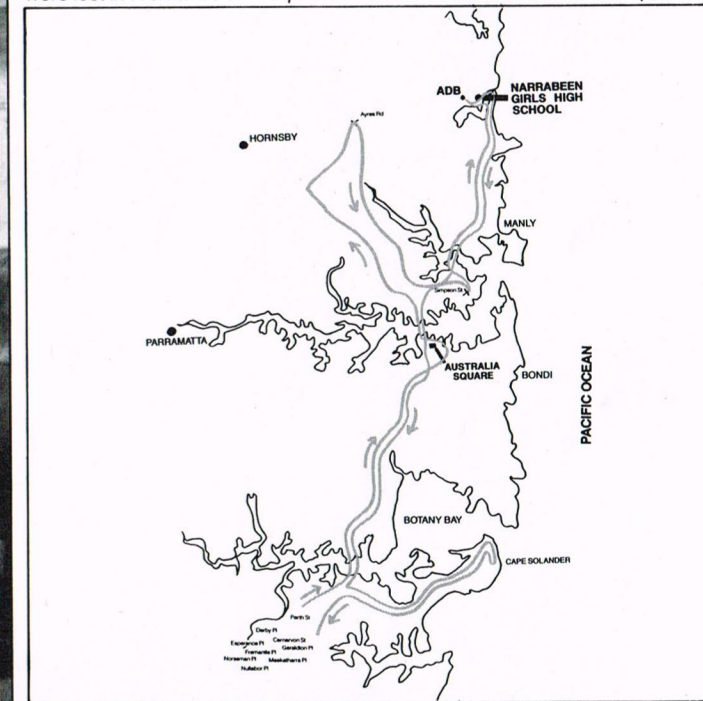 ADB
NARRABEEN
GIRLS HIGH
SCHOOL
Ayres Rd
HORNSBY
MANLY
Simpson St
PARRAMATTA
AUSTRALIA
SQUARE
BONDI
PACIFIC OCEAN
BOTANY BAY
CAPE SOLANDER
Perth St
Derby Pl
Esperance Pl
Carnarvon St
Fremantle Pl
Geraldton Pl
Norseman Pl
Meekatharra Pl
Nullabor Pl